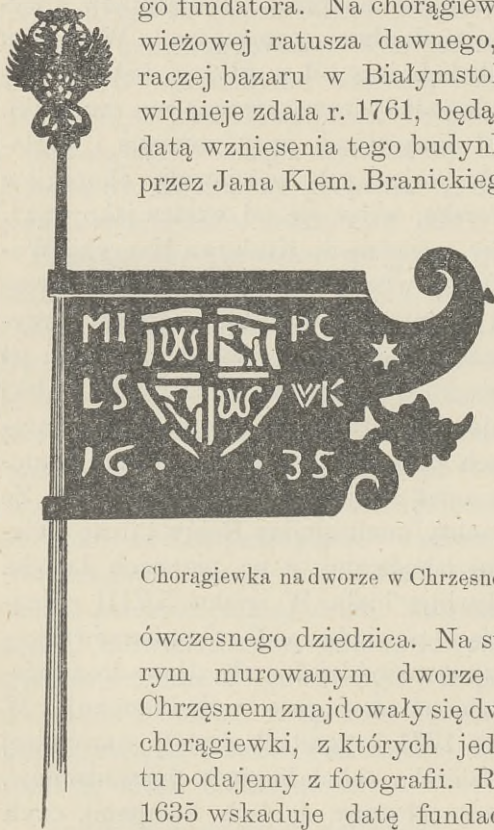 go fundatora. Na chorągiew
wieżowej ratusza dawnego,
raczej bazaru w Białymsto
widnieje zdala r. 1761, będą
datą wzniesienia tego budyn
przez Jana Klem. Branickieg
MI PC
LS WK
16 · · 35
Chorągiewka na dworze w Chrzęsne
ówczesnego dziedzica. Na s
rym murowanym dworze
Chrzęsnem znajdowały się dw
chorągiewki, z których jed
tu podajemy z fotografii. R
1635 wskaduje datę fundac